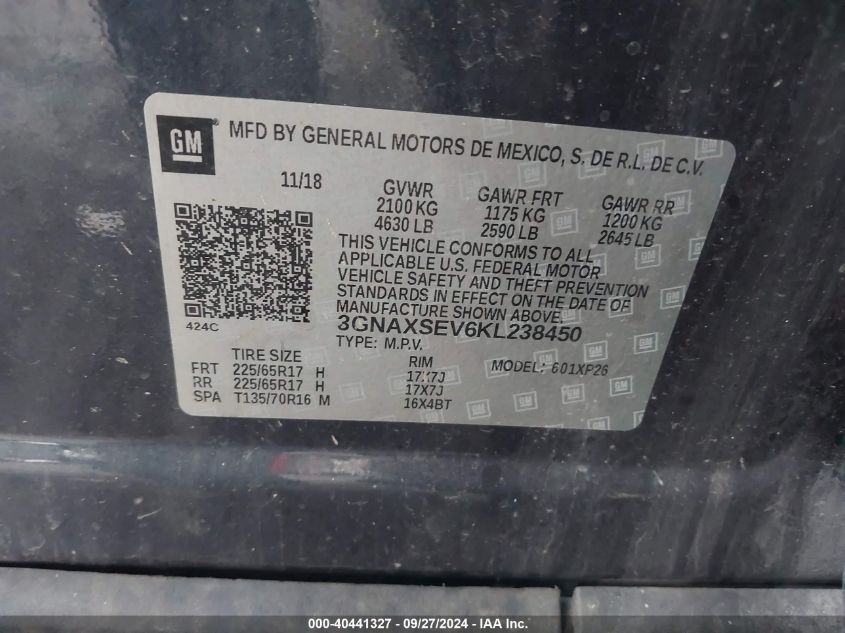 GM
MFD BY GENERAL MOTORS DE MEXICO, S. DE R.L. DE C.V.
11/18
GVWR
2100 KG
4630 LB
GAWR FRT
1175 KG
2590 LB
GAWR RR
1200 KG
2645 LB
THIS VEHICLE CONFORMS TO ALL
APPLICABLE U.S. FEDERAL MOTOR
VEHICLE SAFETY AND THEFT PREVENTION
STANDARDS IN EFFECT ON THE DATE OF
MANUFACTURE SHOWN ABOVE.
424C
3GNAXSEV6KL238450
TYPE: M.P.V.
MODEL: 601XP26
TIRE SIZE
RIM
FRT 225/65R17 H 17X7J
RR 225/65R17 H 17X7J
SPA T135/70R16 M 16X4BT
000-40441327 - 09/27/2024 - IAA Inc.